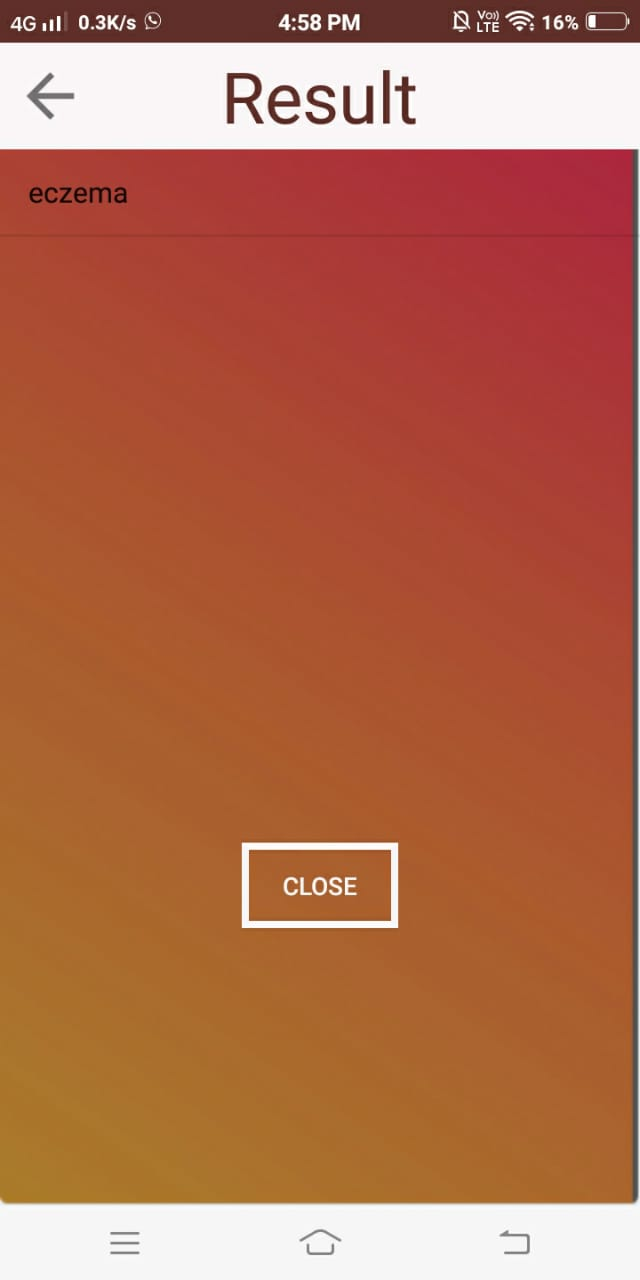 4G 0.3K/s 4:58 PM Vo)) LTE 16%
Result
eczema
CLOSE